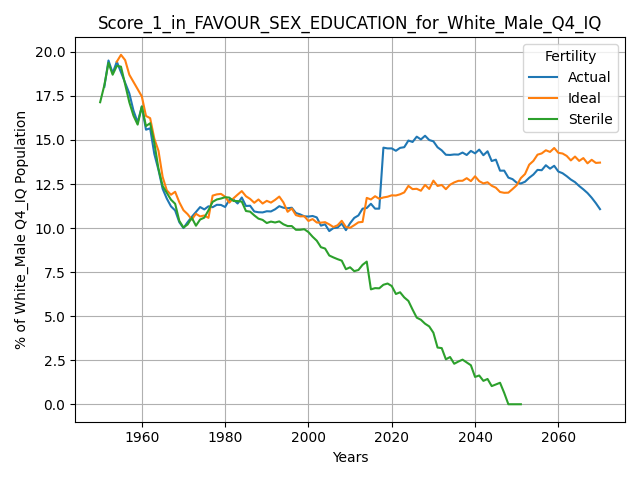 Score_1_in_FAVOUR_SEX_EDUCATION_for_White_Male_Q4_IQ
% of White_Male Q4_IQ Population
20.0
17.5
15.0
12.5
10.0
7.5
5.0
2.5
0.0
Fertility
Actual
Ideal
Sterile
1960 1980 2000 2020 2040 2060
Years